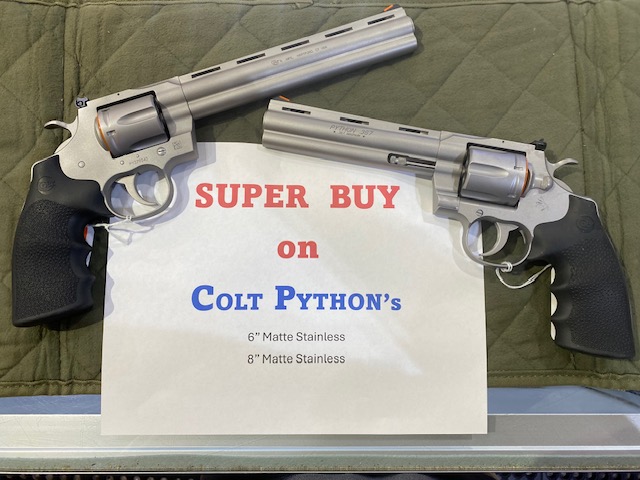 SUPER BUY
on
COLT PYTHON's
6” Matte Stainless
8” Matte Stainless